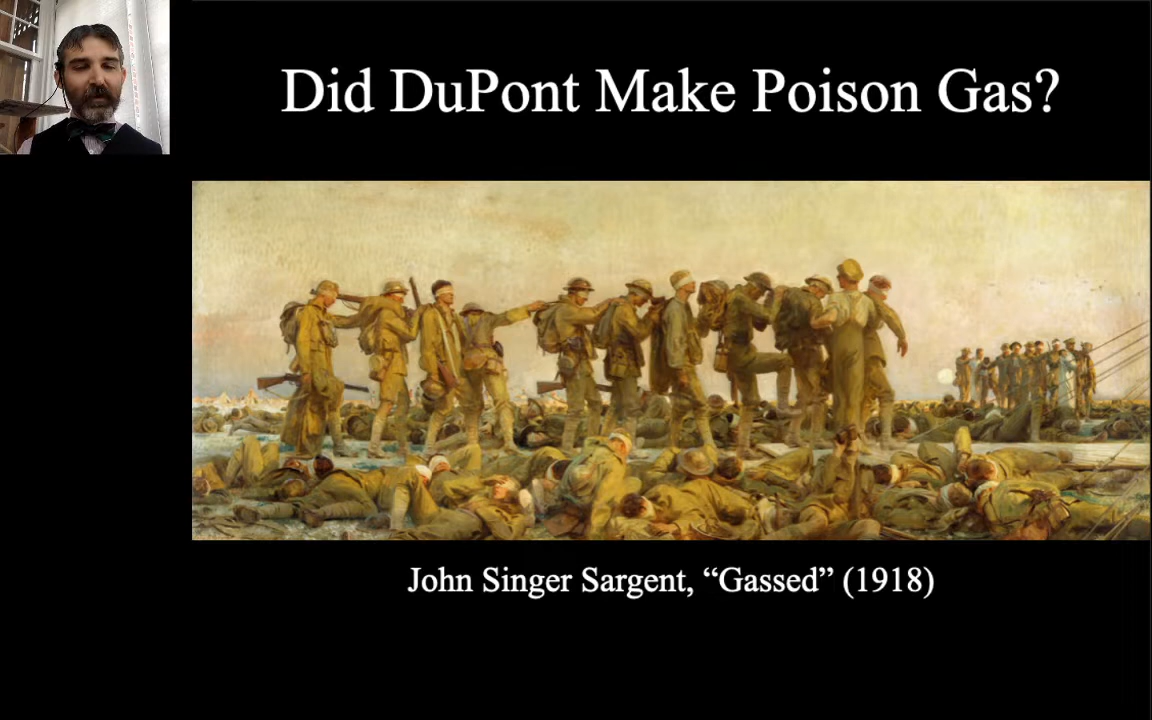 Did DuPont Make Poison Gas?
John Singer Sargent, “Gassed” (1918)